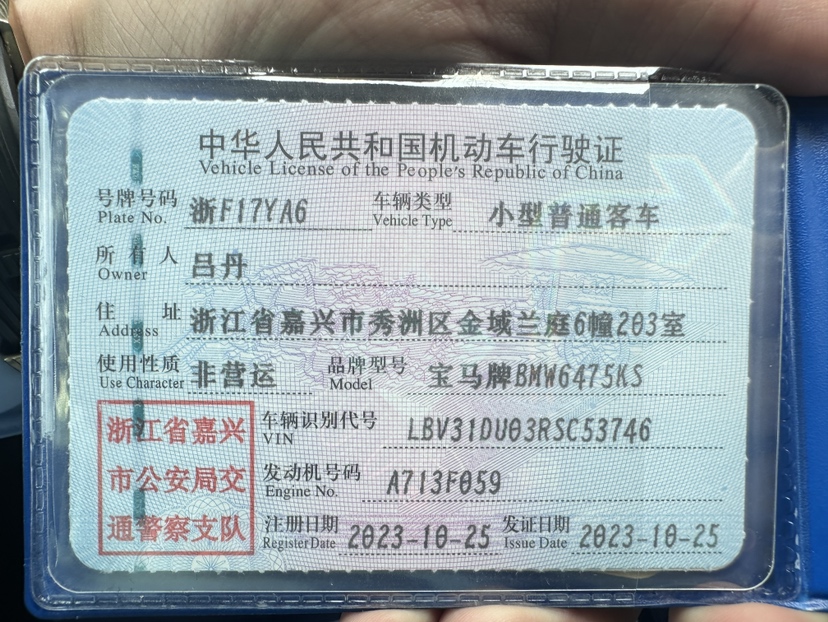 中华人民共和国机动车行驶证
Vehicle License of the People's Republic of China
号牌号码 浙F17YA6 车辆类型 小型普通客车
Plate No. Vehicle Type
所有人 吕丹
Owner
住址 浙江省嘉兴市秀洲区金域兰庭6幢203室
Address
使用性质 非营运 品牌型号 宝马牌BMW6475KS
Use Character Model
浙江省嘉兴
市公安局交
通警察支队
车辆识别代号 LBV31DU03RSC53746
VIN
发动机号码 A713F059
Engine No.
注册日期 2023-10-25 发证日期 2023-10-25
Register Date Issue Date